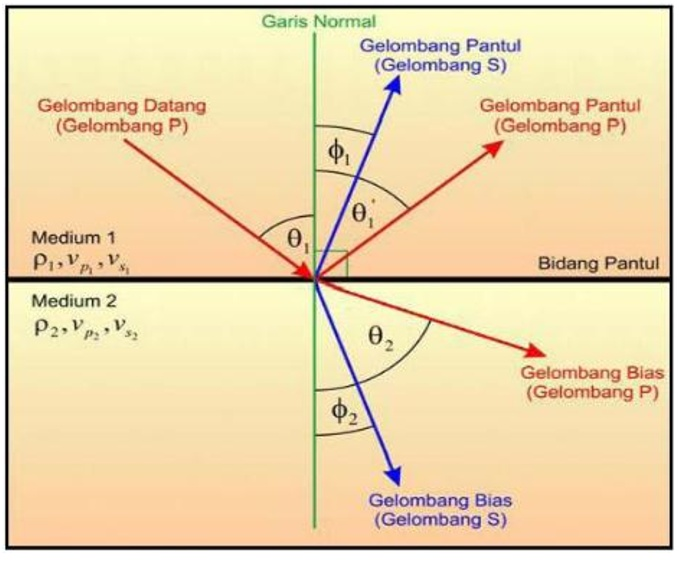 Garis Normal
Gelombang Pantul
(Gelombang S)
Gelombang Datang
(Gelombang P)
Gelombang Pantul
(Gelombang P)
ϕ₁
θ₁'
θ₁
Medium 1
ρ₁, vₚ₁, vₛ₁
Bidang Pantul
Medium 2
ρ₂, vₚ₂, vₛ₂
θ₂
Gelombang Bias
(Gelombang P)
ϕ₂
Gelombang Bias
(Gelombang S)